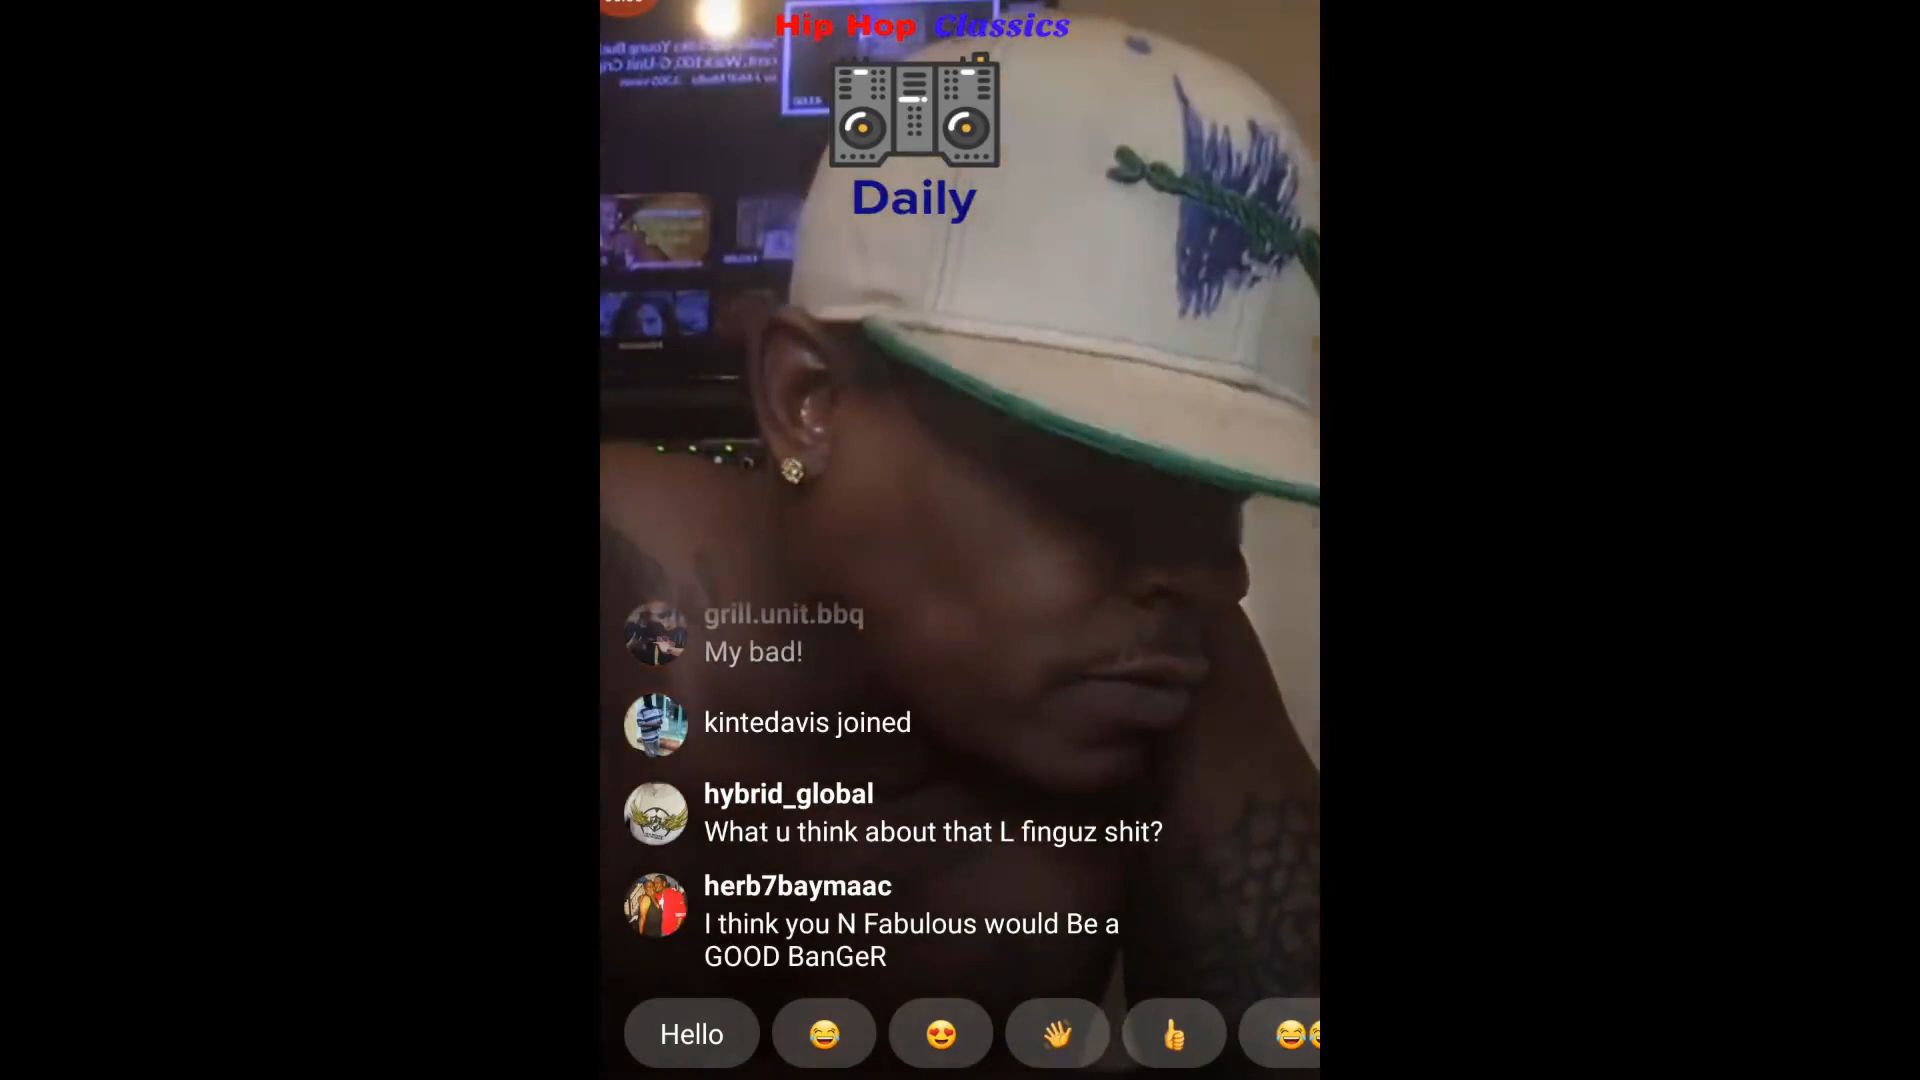 Hip Hop Classics
Daily
grill.unit.bbq
My bad!
kintedavis joined
hybrid_global
What u think about that L finguz shit?
herb7baymaac
I think you N Fabulous would Be a
GOOD BanGeR
Hello